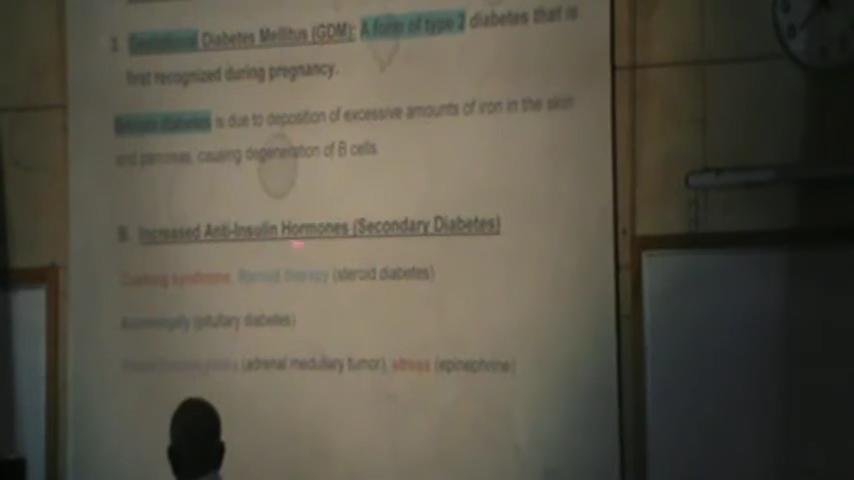 3. Gestational Diabetes Mellitus (GDM): A form of type 2 diabetes that is
first recognized during pregnancy.
Bronze diabetes is due to deposition of excessive amounts of iron in the skin
and pancreas, causing degeneration of B cells
B. Increased Anti-Insulin Hormones (Secondary Diabetes)
Cushing syndrome, Steroid therapy (steroid diabetes)
Acromegaly (pituitary diabetes)
(adrenal medullary tumor), stress (epinephrine)